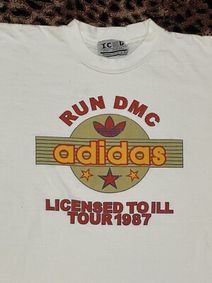 RUN DMC
adidas
LICENSED TO ILL
TOUR 1987